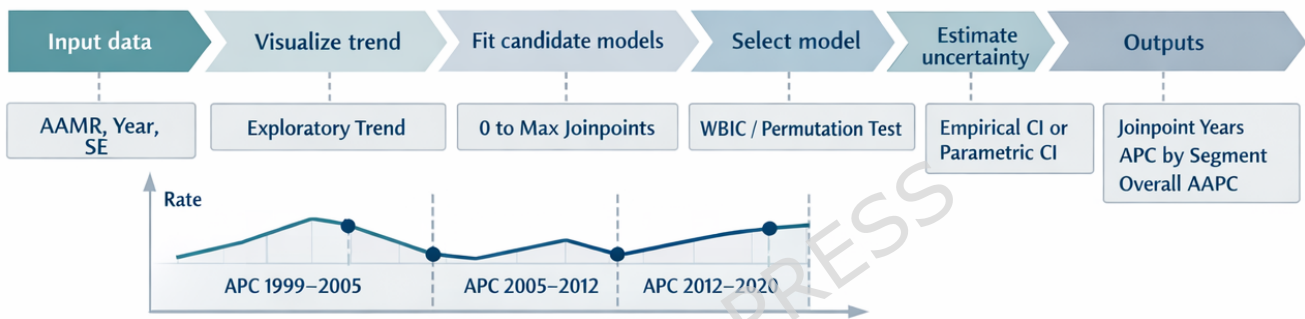 Input data
Visualize trend
Fit candidate models
Select model
Estimate
uncertainty
Outputs
AAMR, Year,
SE
Exploratory Trend
0 to Max Joinpoints
WBIC / Permutation Test
Empirical CI or
Parametric CI
Joinpoint Years
APC by Segment
Overall AAPC
Rate
APC 1999–2005
APC 2005–2012
APC 2012–2020
PRESS